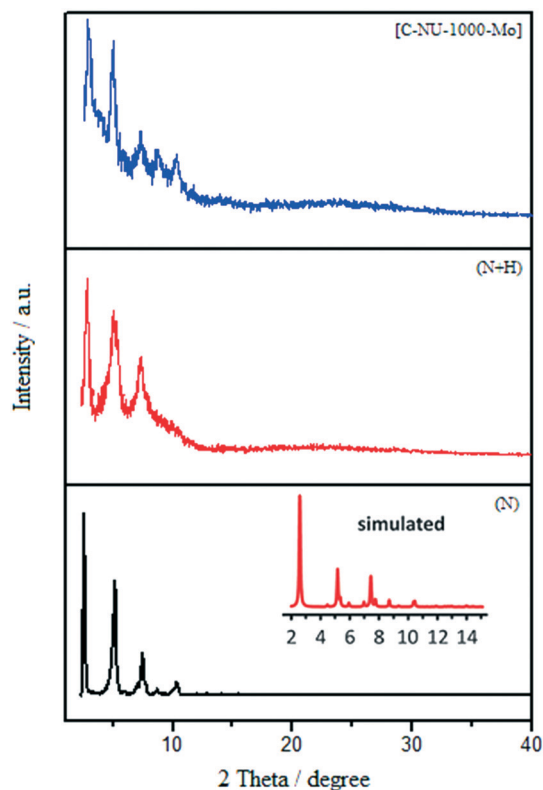 [C-NU-1000-Mo]
(N+H)
(N)
simulated
2 4 6 8 10 12 14
Intensity / a.u.
10 20 30 40
2 Theta / degree